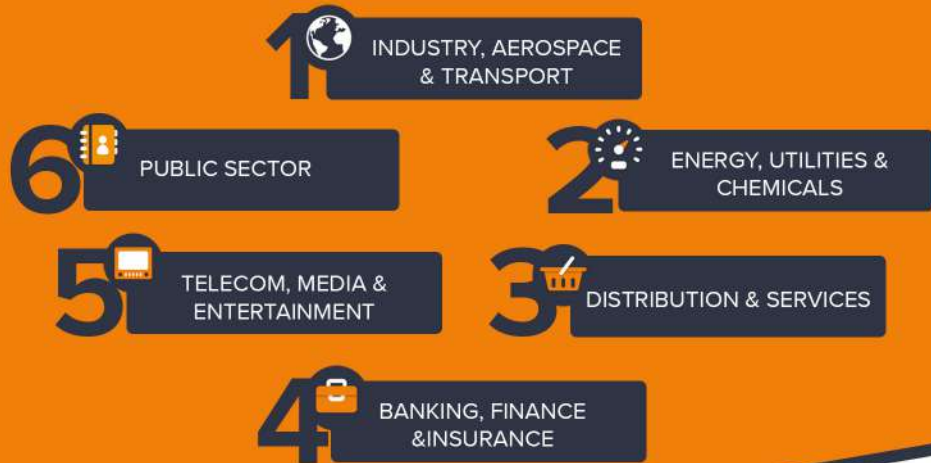 1
INDUSTRY, AEROSPACE
& TRANSPORT
2
ENERGY, UTILITIES &
CHEMICALS
3
DISTRIBUTION & SERVICES
4
BANKING, FINANCE
&INSURANCE
5
TELECOM, MEDIA &
ENTERTAINMENT
6
PUBLIC SECTOR